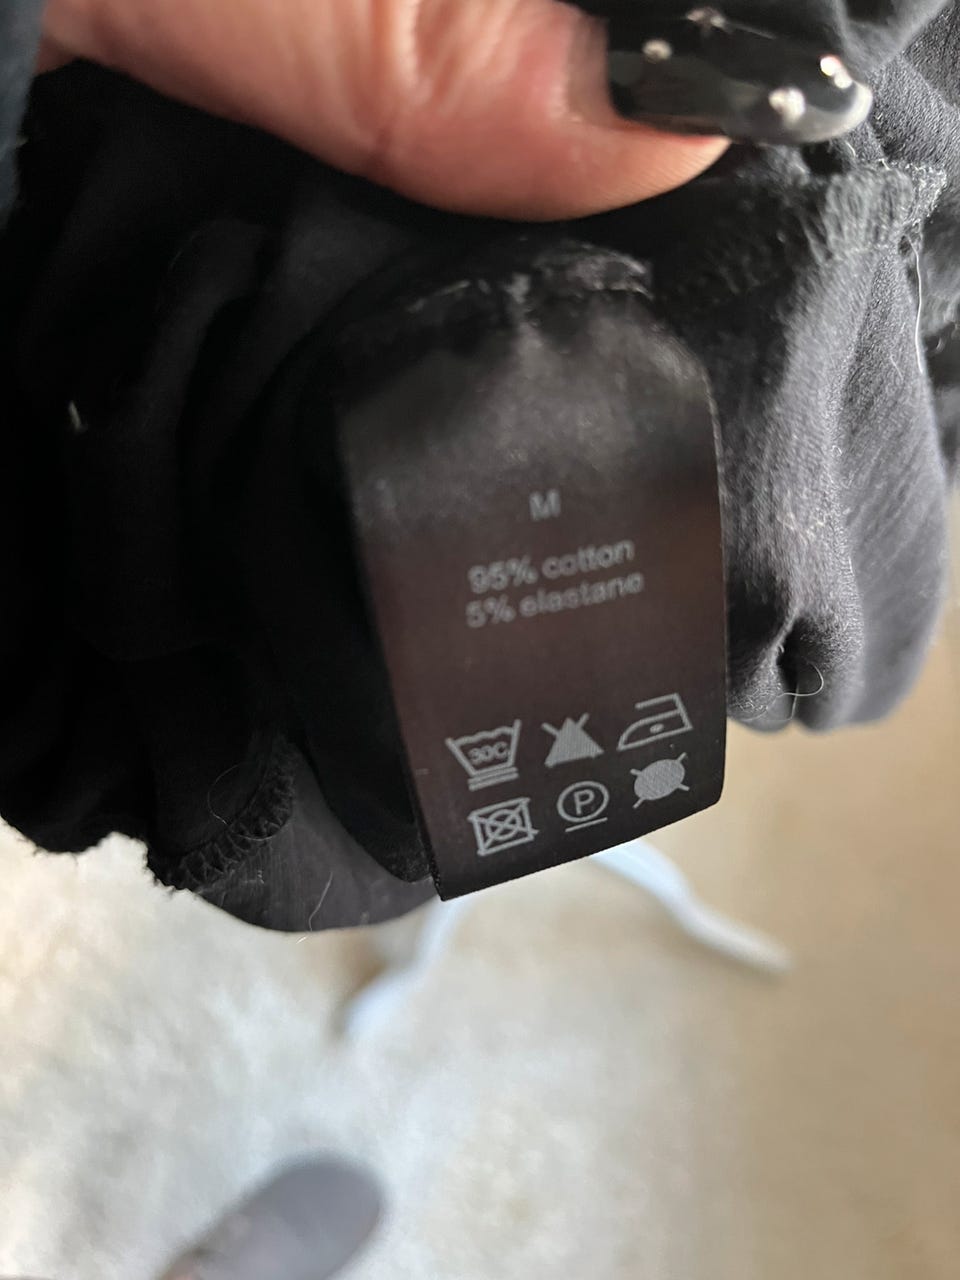 M
95% cotton
5% elastane
30C
P